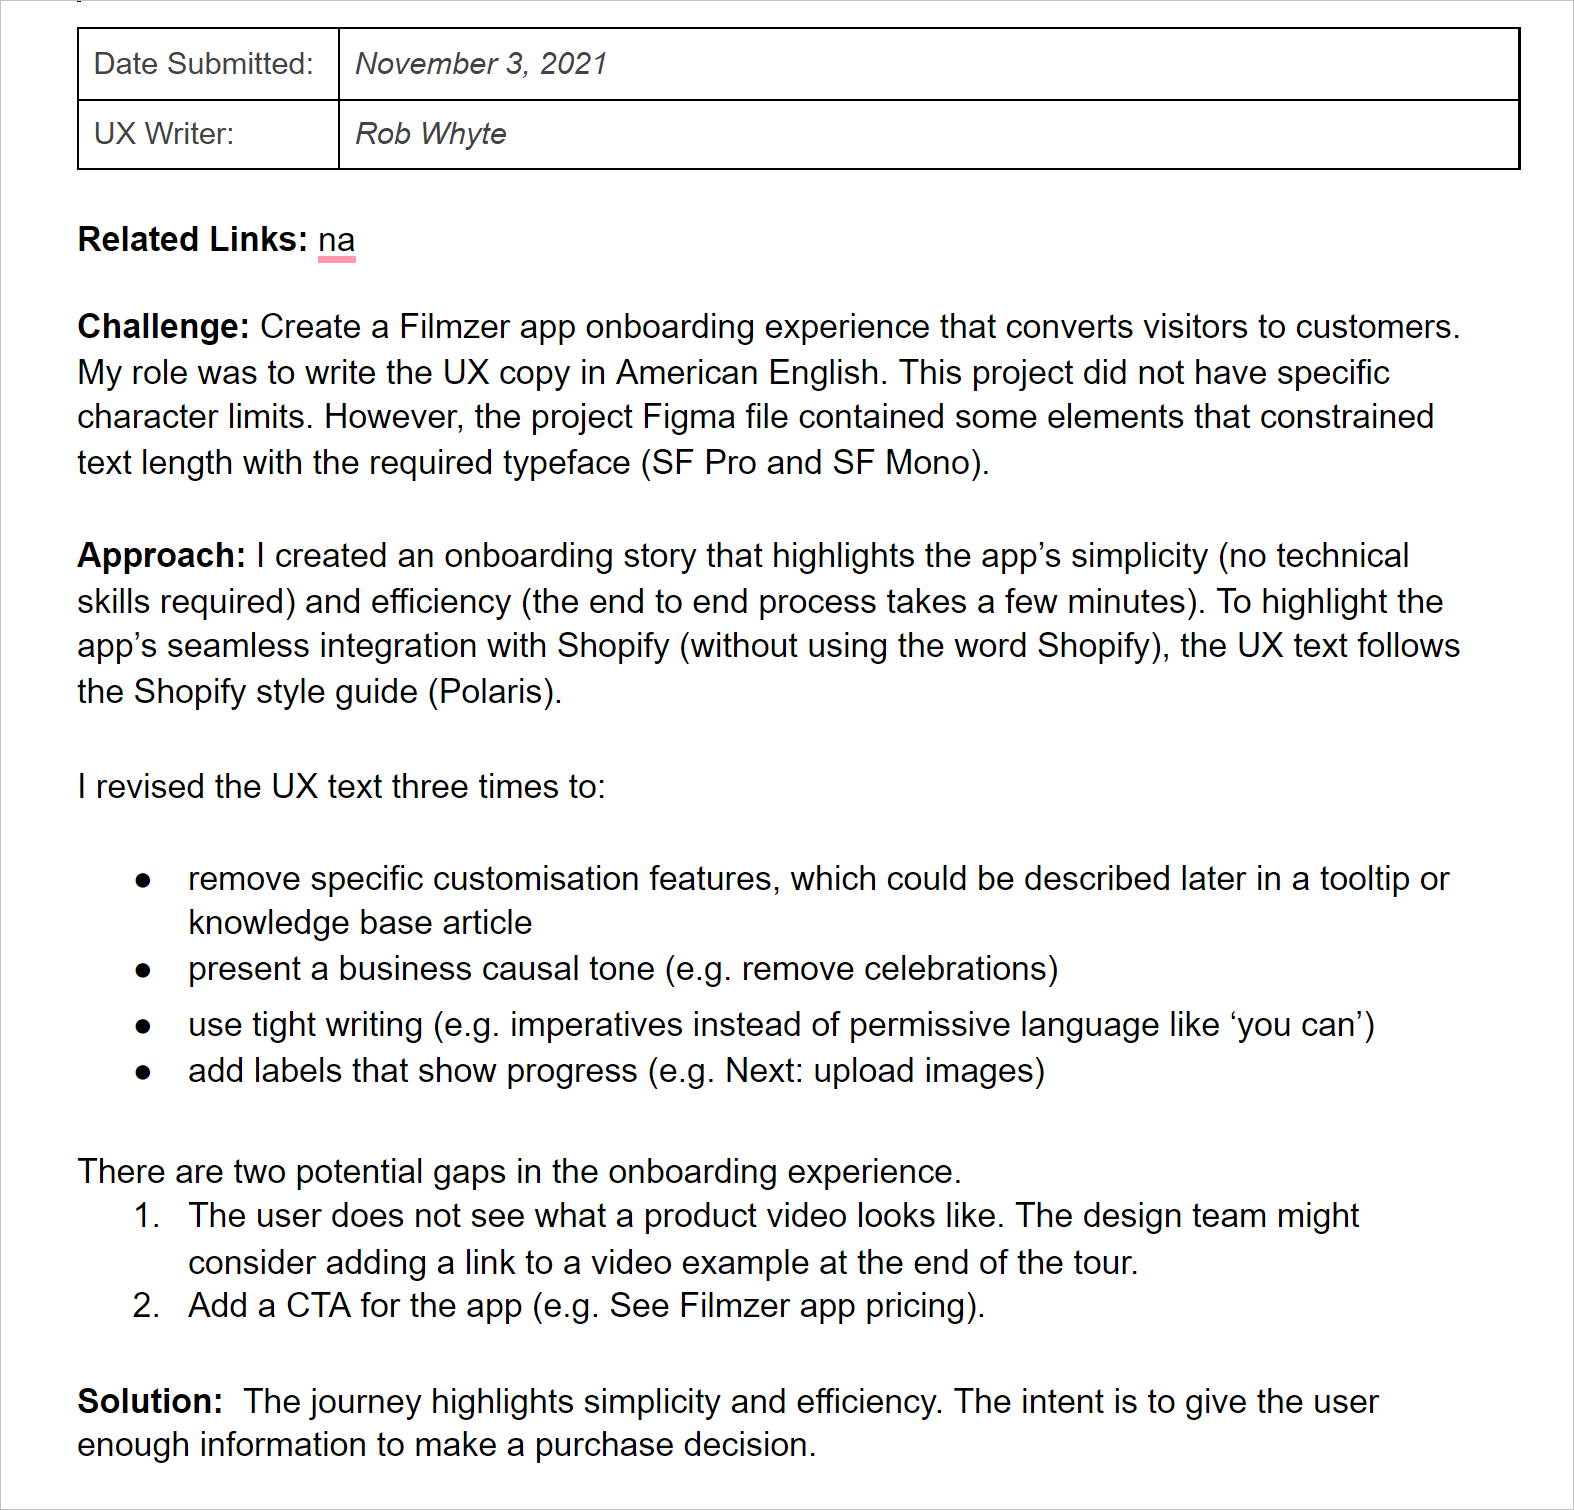 Date Submitted: November 3, 2021
UX Writer: Rob Whyte
Related Links: na
Challenge: Create a Filmzer app onboarding experience that converts visitors to customers.
My role was to write the UX copy in American English. This project did not have specific
character limits. However, the project Figma file contained some elements that constrained
text length with the required typeface (SF Pro and SF Mono).
Approach: I created an onboarding story that highlights the app’s simplicity (no technical
skills required) and efficiency (the end to end process takes a few minutes). To highlight the
app’s seamless integration with Shopify (without using the word Shopify), the UX text follows
the Shopify style guide (Polaris).
I revised the UX text three times to:
● remove specific customisation features, which could be described later in a tooltip or
knowledge base article
● present a business causal tone (e.g. remove celebrations)
● use tight writing (e.g. imperatives instead of permissive language like ‘you can’)
● add labels that show progress (e.g. Next: upload images)
There are two potential gaps in the onboarding experience.
1. The user does not see what a product video looks like. The design team might
consider adding a link to a video example at the end of the tour.
2. Add a CTA for the app (e.g. See Filmzer app pricing).
Solution: The journey highlights simplicity and efficiency. The intent is to give the user
enough information to make a purchase decision.